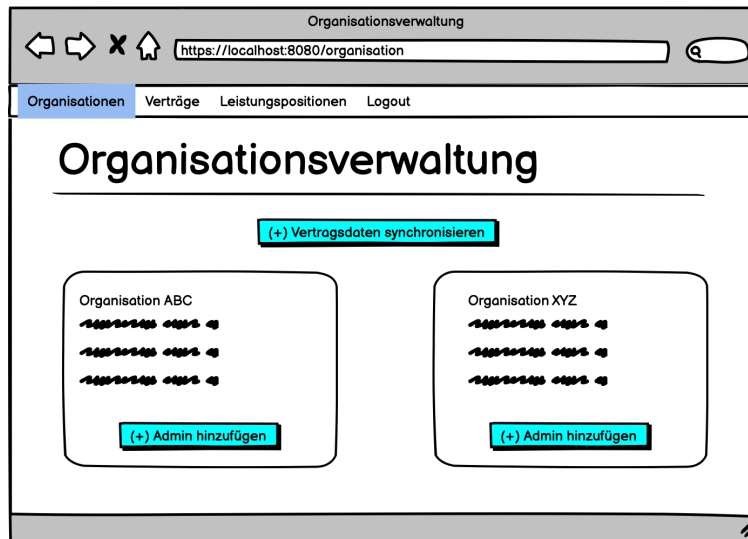 Organisationsverwaltung
https://localhost:8080/organisation
Organisationen Verträge Leistungspositionen Logout
Organisationsverwaltung
(+) Vertragsdaten synchronisieren
Organisation ABC
(+) Admin hinzufügen
Organisation XYZ
(+) Admin hinzufügen